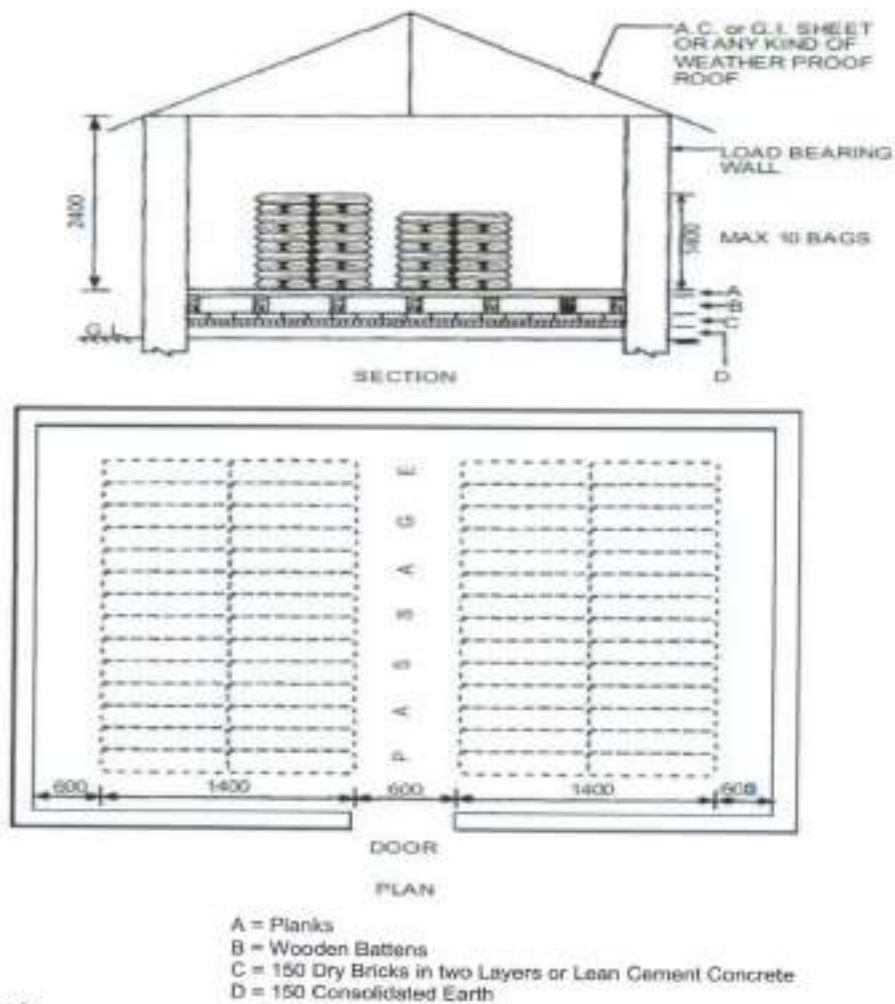 A.C. or G.I. SHEET
OR ANY KIND OF
WEATHER PROOF
ROOF
LOAD BEARING
WALL
2400
MAX 10 BAGS
A
B
C
G.L
SECTION
D
PASSAGE
600
1400
600
1400
600
DOOR
PLAN
A = Planks
B = Wooden Battens
C = 150 Dry Bricks in two Layers or Lean Cement Concrete
D = 150 Consolidated Earth